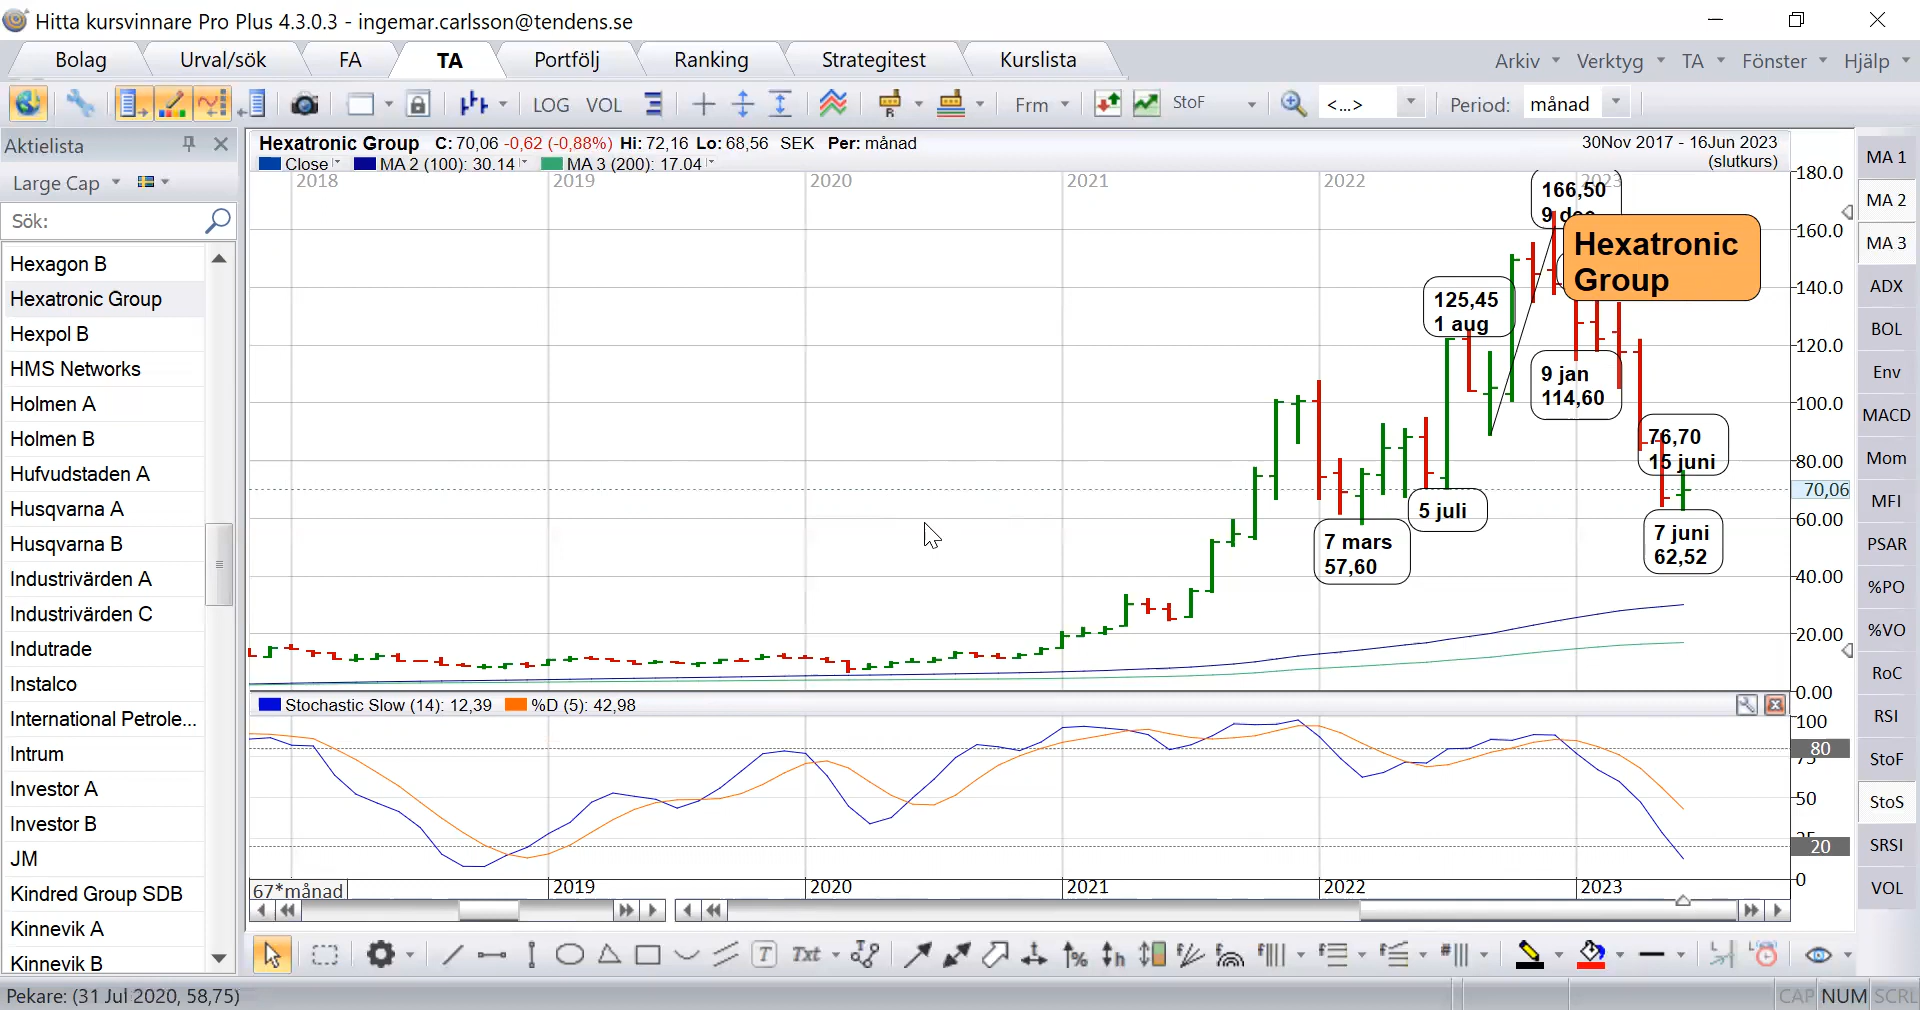 Hitta kursvinnare Pro Plus 4.3.0.3 - ingemar.carlsson@tendens.se
Bolag Urval/sök FA TA Portfölj Ranking Strategitest Kurslista
Arkiv Verktyg TA Fönster Hjälp
LOG VOL R Frm StoF <...> Period: månad
Aktielista
Large Cap
Sök:
Hexagon B
Hexatronic Group
Hexpol B
HMS Networks
Holmen A
Holmen B
Hufvudstaden A
Husqvarna A
Husqvarna B
Industrivärden A
Industrivärden C
Indutrade
Instalco
International Petrole...
Intrum
Investor A
Investor B
JM
Kindred Group SDB
Kinnevik A
Kinnevik B
Hexatronic Group C: 70,06 -0,62 (-0,88%) Hi: 72,16 Lo: 68,56 SEK Per: månad
30Nov 2017 - 16Jun 2023
(slutkurs)
Close MA 2 (100): 30.14 MA 3 (200): 17.04
2018 2019 2020 2021 2022 2023
180.0
160.0
140.0
120.0
100.0
80.00
70,06
60.00
40.00
20.00
0.00
166,50
Hexatronic
Group
125,45
1 aug
9 jan
114,60
76,70
15 juni
5 juli
7 mars
57,60
7 juni
62,52
Stochastic Slow (14): 12,39 %D (5): 42,98
100
80
75
50
25
20
0
67*månad 2019 2020 2021 2022 2023
MA 1
MA 2
MA 3
ADX
BOL
Env
MACD
Mom
MFI
PSAR
%PO
%VO
RoC
RSI
StoF
StoS
SRSI
VOL
T Txt
Pekare: (31 Jul 2020, 58,75)
CAP NUM SCRL